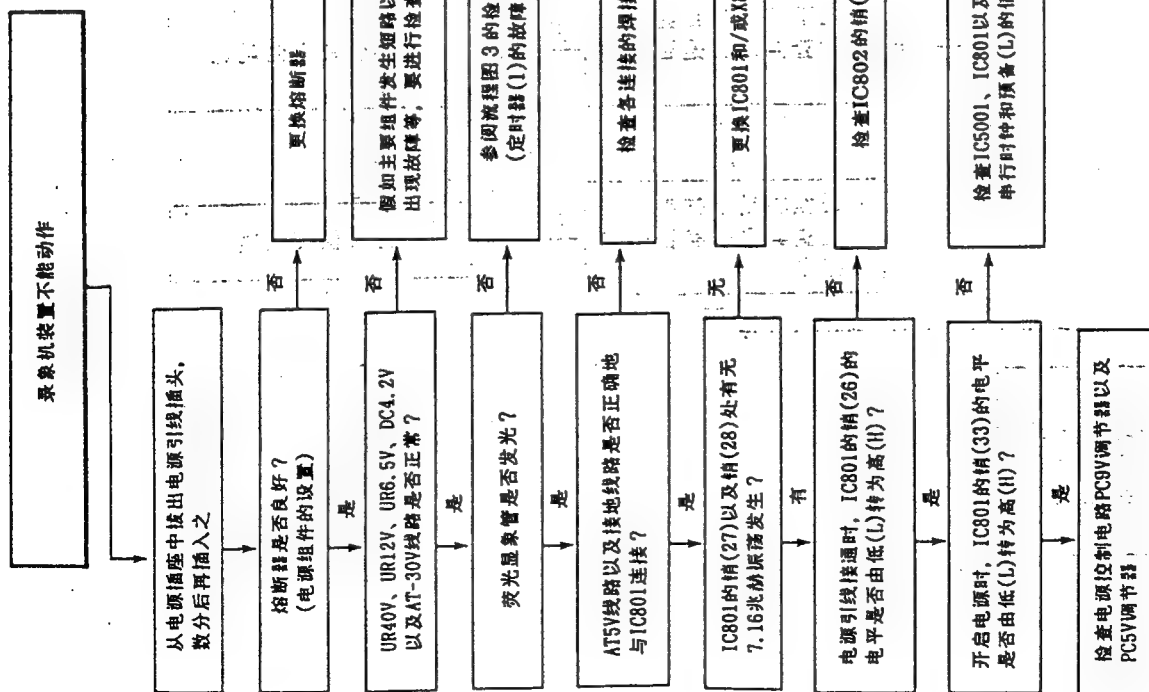 录象机装置不能动作
从电源插座中拔出电源引线插头，
数分后再插入之
熔断器是否良好？
(电源组件的设置)
否
更换熔断器
是
UR40V、UR12V、UR6.5V、DC4.2V
以及AT-30V线路是否正常？
否
假如主要组件发生短路以
出现故障等，要进行检查
是
荧光显象管是否发光？
否
参阅流程图3的检
(定时器(1)的故障
是
AT5V线路以及接地线路是否正确地
与IC801连接？
否
检查各连接的焊接
是
IC801的销(27)以及销(28)处有无
7.16兆赫振荡发生？
无
更换IC801和/或
有
电源引线接通时，IC801的销(26)的
电平是否由低(L)转为高(H)？
否
检查IC802的销(
是
开启电源时，IC801的销(33)的电平
是否由低(L)转为高(H)？
否
检查IC5001、IC801以及
串行时钟和预备(L)的
是
检查电源控制电路PC9V调节器以及
PC5V调节器